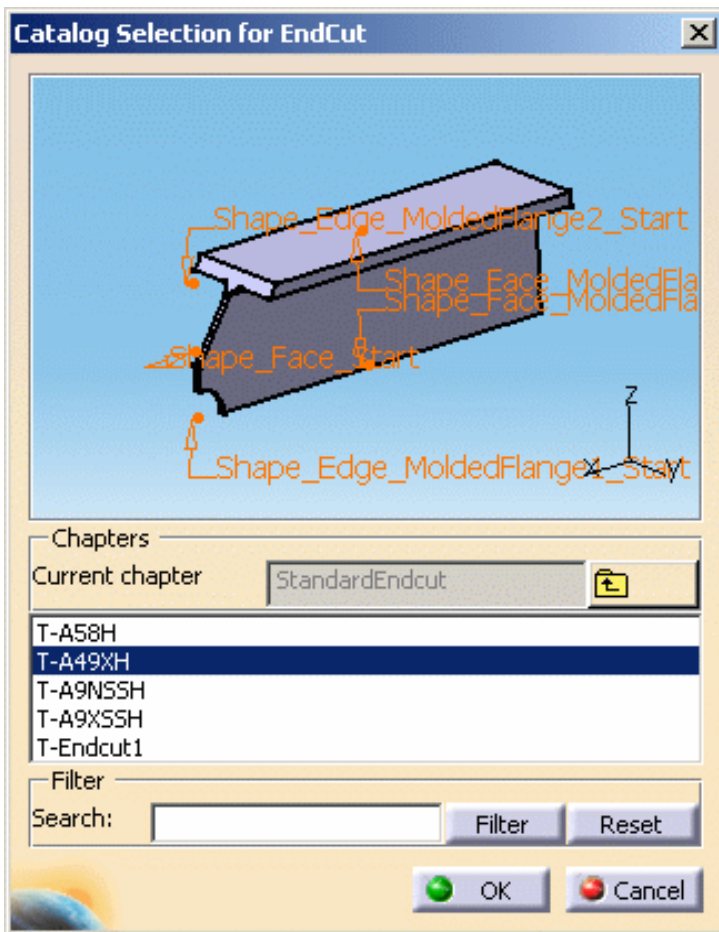 Catalog Selection for EndCut
Shape_Edge_MoldedFlange2_Start
Shape_Face_MoldedFla
Shape_Face_MoldedFla
Shape_Face_Start
Z
X
Y
Shape_Edge_MoldedFlange1_Start
Chapters
Current chapter StandardEndcut
T-A58H
T-A49XH
T-A9NSSH
T-A9XSSH
T-Endcut1
Filter
Search: Filter Reset
OK Cancel